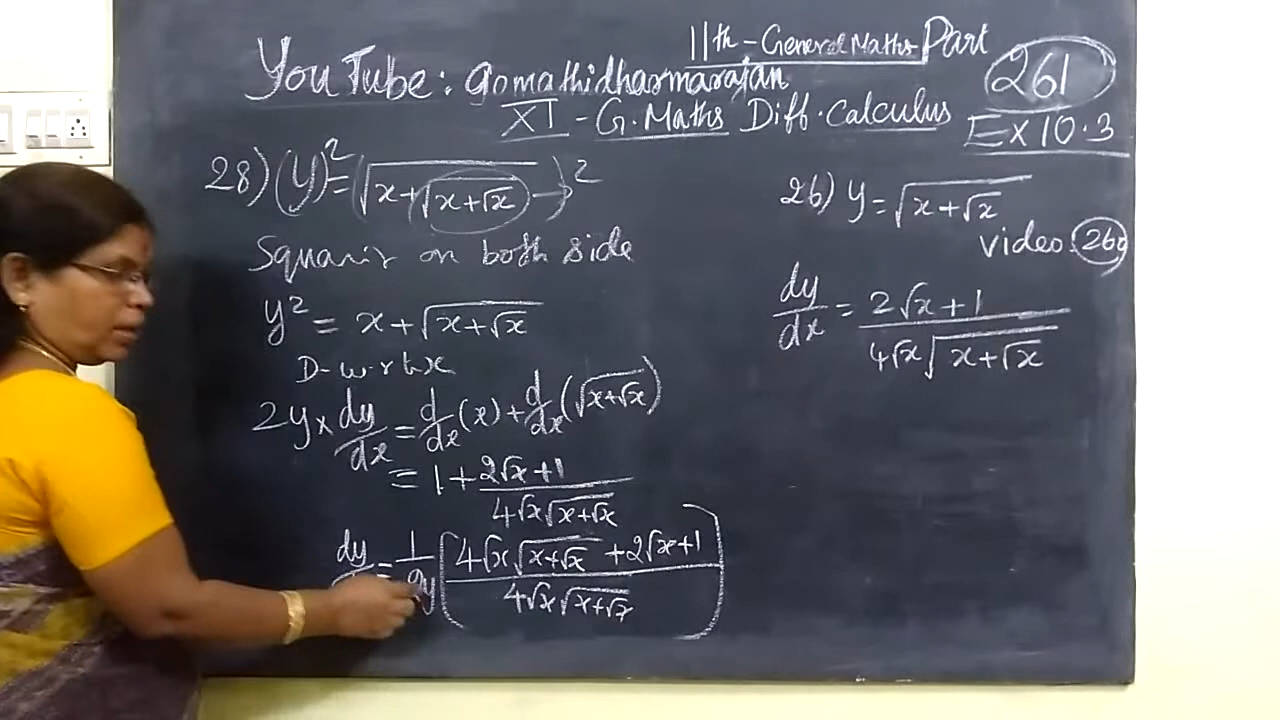 11th - General Maths Part
261
YouTube: gomathidharmarajan
XI - G. Maths Diff. Calculus
Ex 10.3
28) (y)² = (√(x+√(x+√x)))²
Squaris on both side
y² = x + √(x+√x)
D. w. r. t. x
2y × dy/dx = d/dx (x) + d/dx (√(x+√x))
= 1 + (2√x + 1)/(4√x √(x+√x))
dy/ = 1/2y [(4√x √(x+√x) + 2√x + 1)/(4√x √(x+√x))]
26) y = √(x+√x)
video 260
dy/dx = (2√x + 1)/(4√x √(x+√x))